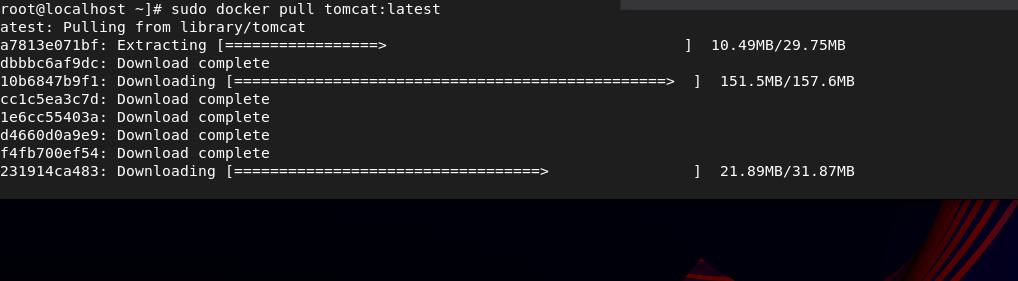 root@localhost ~]# sudo docker pull tomcat:latest
atest: Pulling from library/tomcat
a7813e071bf: Extracting [=================>                                 ]  10.49MB/29.75MB
dbbbc6af9dc: Download complete
10b6847b9f1: Downloading [================================================>  ]  151.5MB/157.6MB
cc1c5ea3c7d: Download complete
1e6cc55403a: Download complete
d4660d0a9e9: Download complete
f4fb700ef54: Download complete
231914ca483: Downloading [==================================>                ]  21.89MB/31.87MB